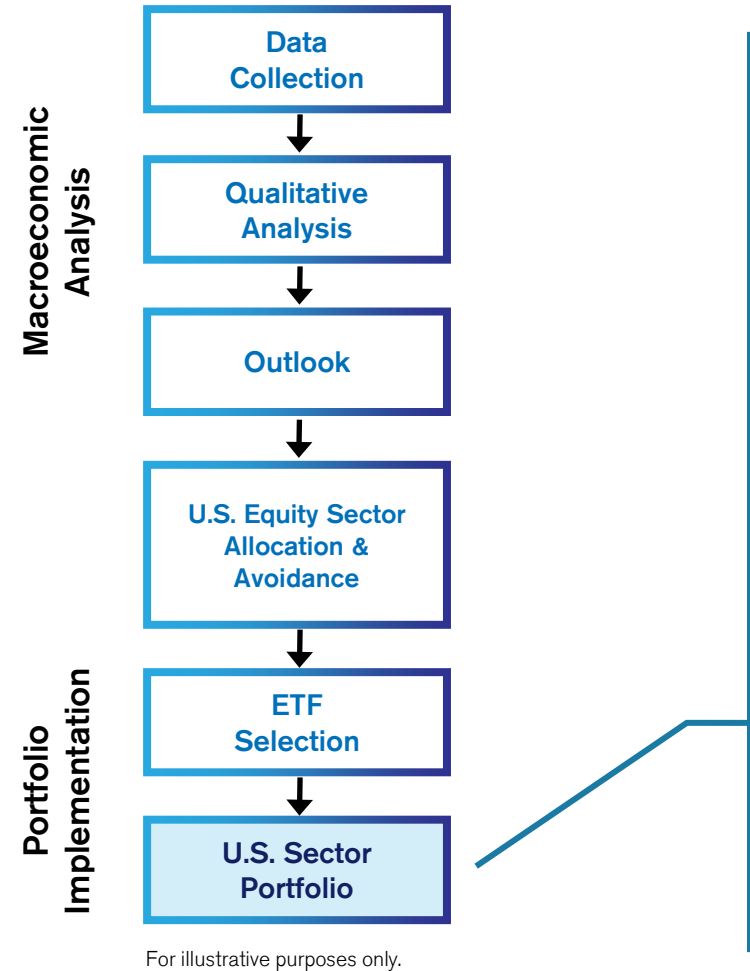 Macroeconomic
Analysis
Data
Collection
Qualitative
Analysis
Outlook
U.S. Equity Sector
Allocation &
Avoidance
Portfolio
Implementation
ETF
Selection
U.S. Sector
Portfolio
For illustrative purposes only.